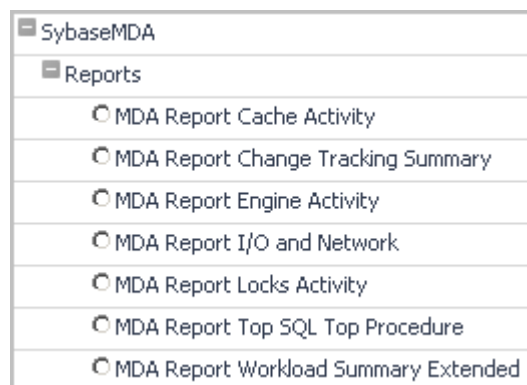 SybaseMDA
Reports
MDA Report Cache Activity
MDA Report Change Tracking Summary
MDA Report Engine Activity
MDA Report I/O and Network
MDA Report Locks Activity
MDA Report Top SQL Top Procedure
MDA Report Workload Summary Extended